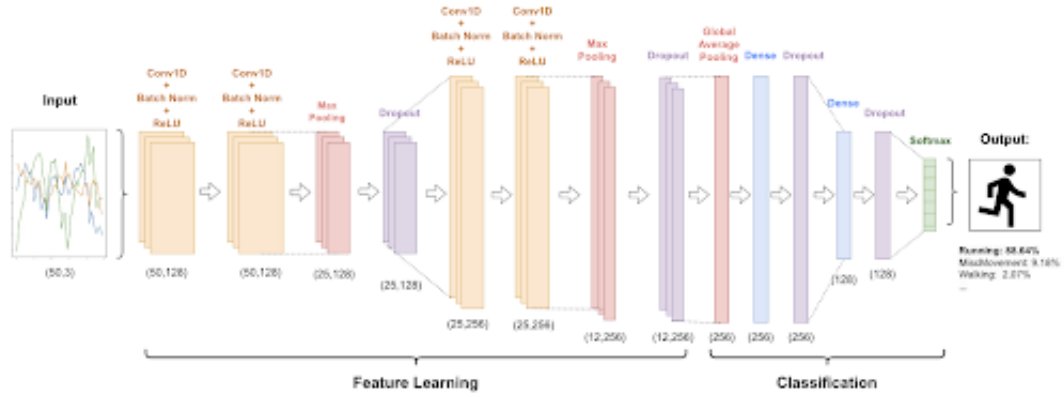 Input
(50,3)
Conv1D
+
Batch Norm
+
ReLU
(50,128)
Conv1D
+
Batch Norm
+
ReLU
(50,128)
Max
Pooling
(25,128)
Dropout
(25,128)
Conv1D
+
Batch Norm
+
ReLU
(25,256)
Conv1D
+
Batch Norm
+
ReLU
(25,256)
Max
Pooling
(12,256)
Dropout
(12,256)
Global
Average
Pooling
(256)
Dense
(256)
Dropout
(256)
Dense
(128)
Dropout
(128)
Softmax
Output:
Running: 88.64%
MischMovement: 9.18%
Walking: 2.07%
...
Feature Learning
Classification